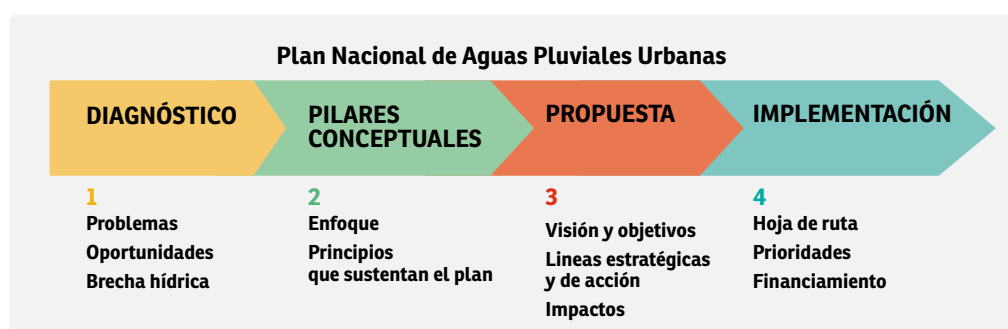 Plan Nacional de Aguas Pluviales Urbanas
DIAGNÓSTICO
PILARES
CONCEPTUALES
PROPUESTA
IMPLEMENTACIÓN
1
Problemas
Oportunidades
Brecha hídrica
2
Enfoque
Principios
que sustentan el plan
3
Visión y objetivos
Lineas estratégicas
y de acción
Impactos
4
Hoja de ruta
Prioridades
Financiamiento